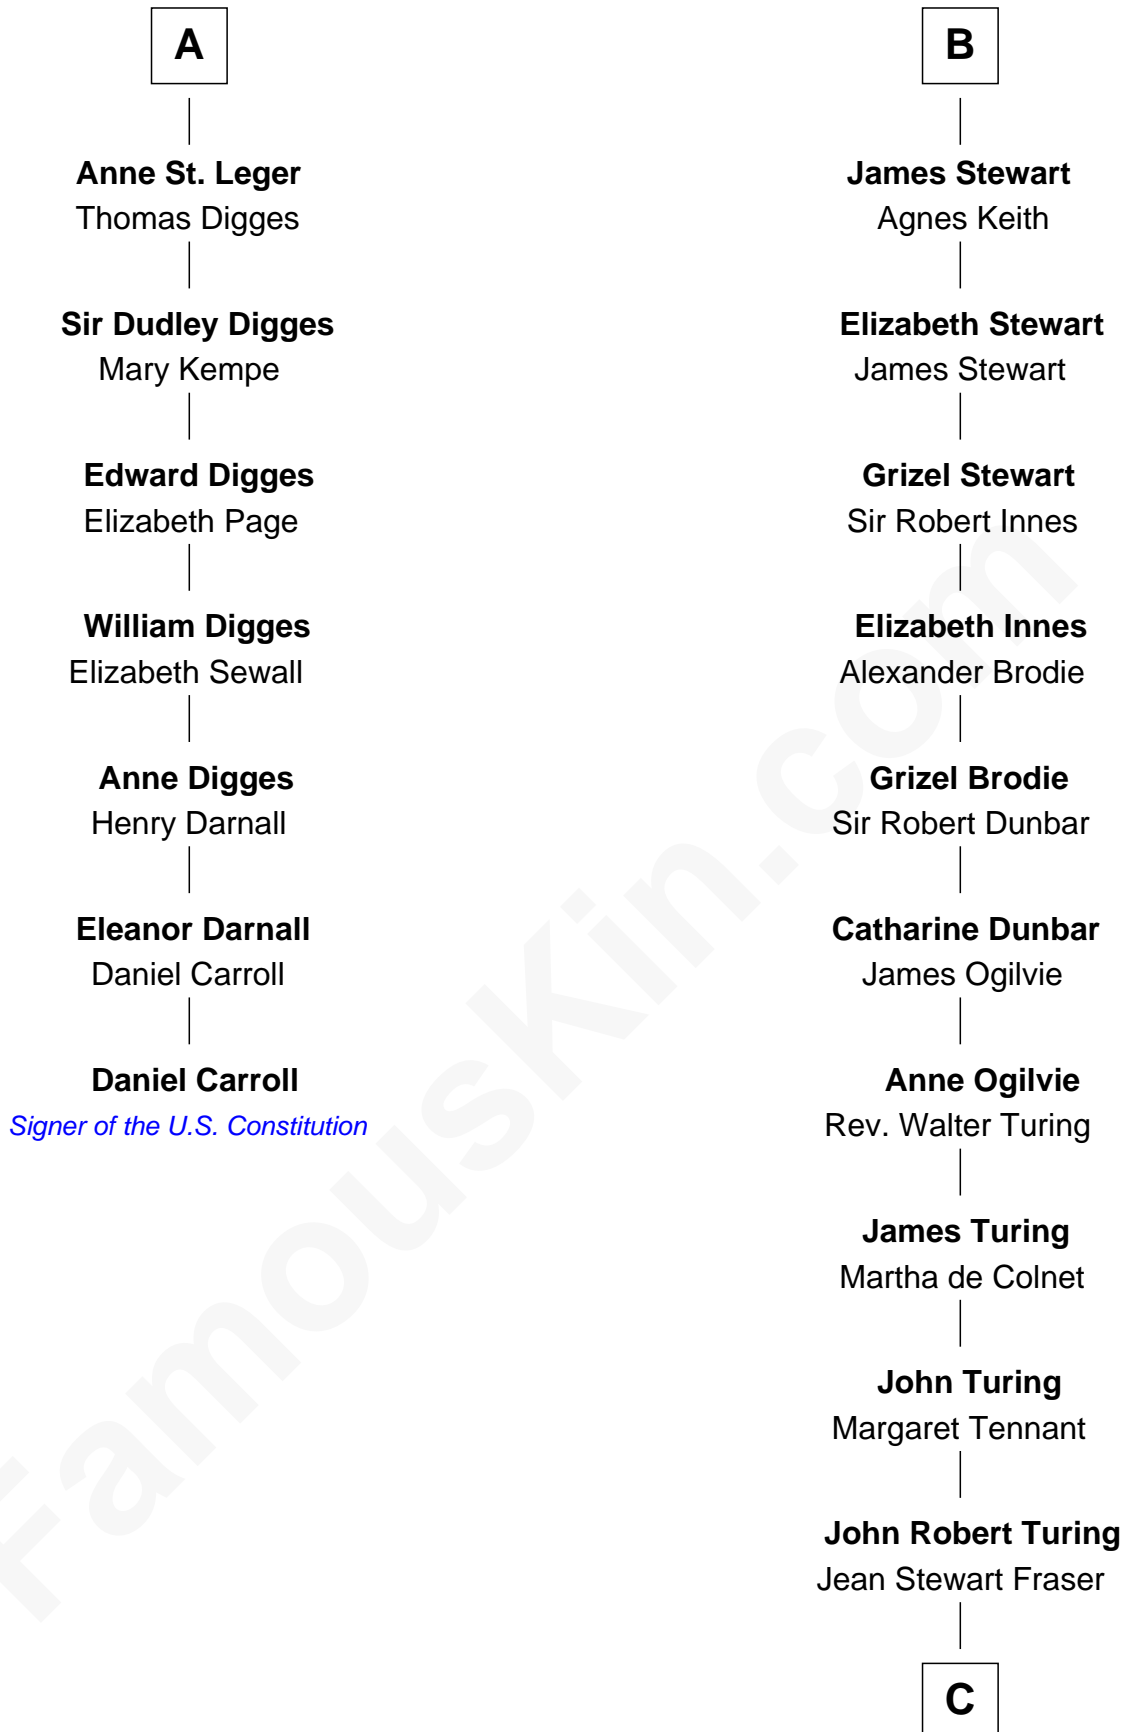 A
Anne St. Leger
Thomas Digges
Sir Dudley Digges
Mary Kempe
Edward Digges
Elizabeth Page
William Digges
Elizabeth Sewall
Anne Digges
Henry Darnall
Eleanor Darnall
Daniel Carroll
Daniel Carroll
Signer of the U.S. Constitution
B
James Stewart
Agnes Keith
Elizabeth Stewart
James Stewart
Grizel Stewart
Sir Robert Innes
Elizabeth Innes
Alexander Brodie
Grizel Brodie
Sir Robert Dunbar
Catharine Dunbar
James Ogilvie
Anne Ogilvie
Rev. Walter Turing
James Turing
Martha de Colnet
John Turing
Margaret Tennant
John Robert Turing
Jean Stewart Fraser
C
FamousKin.com